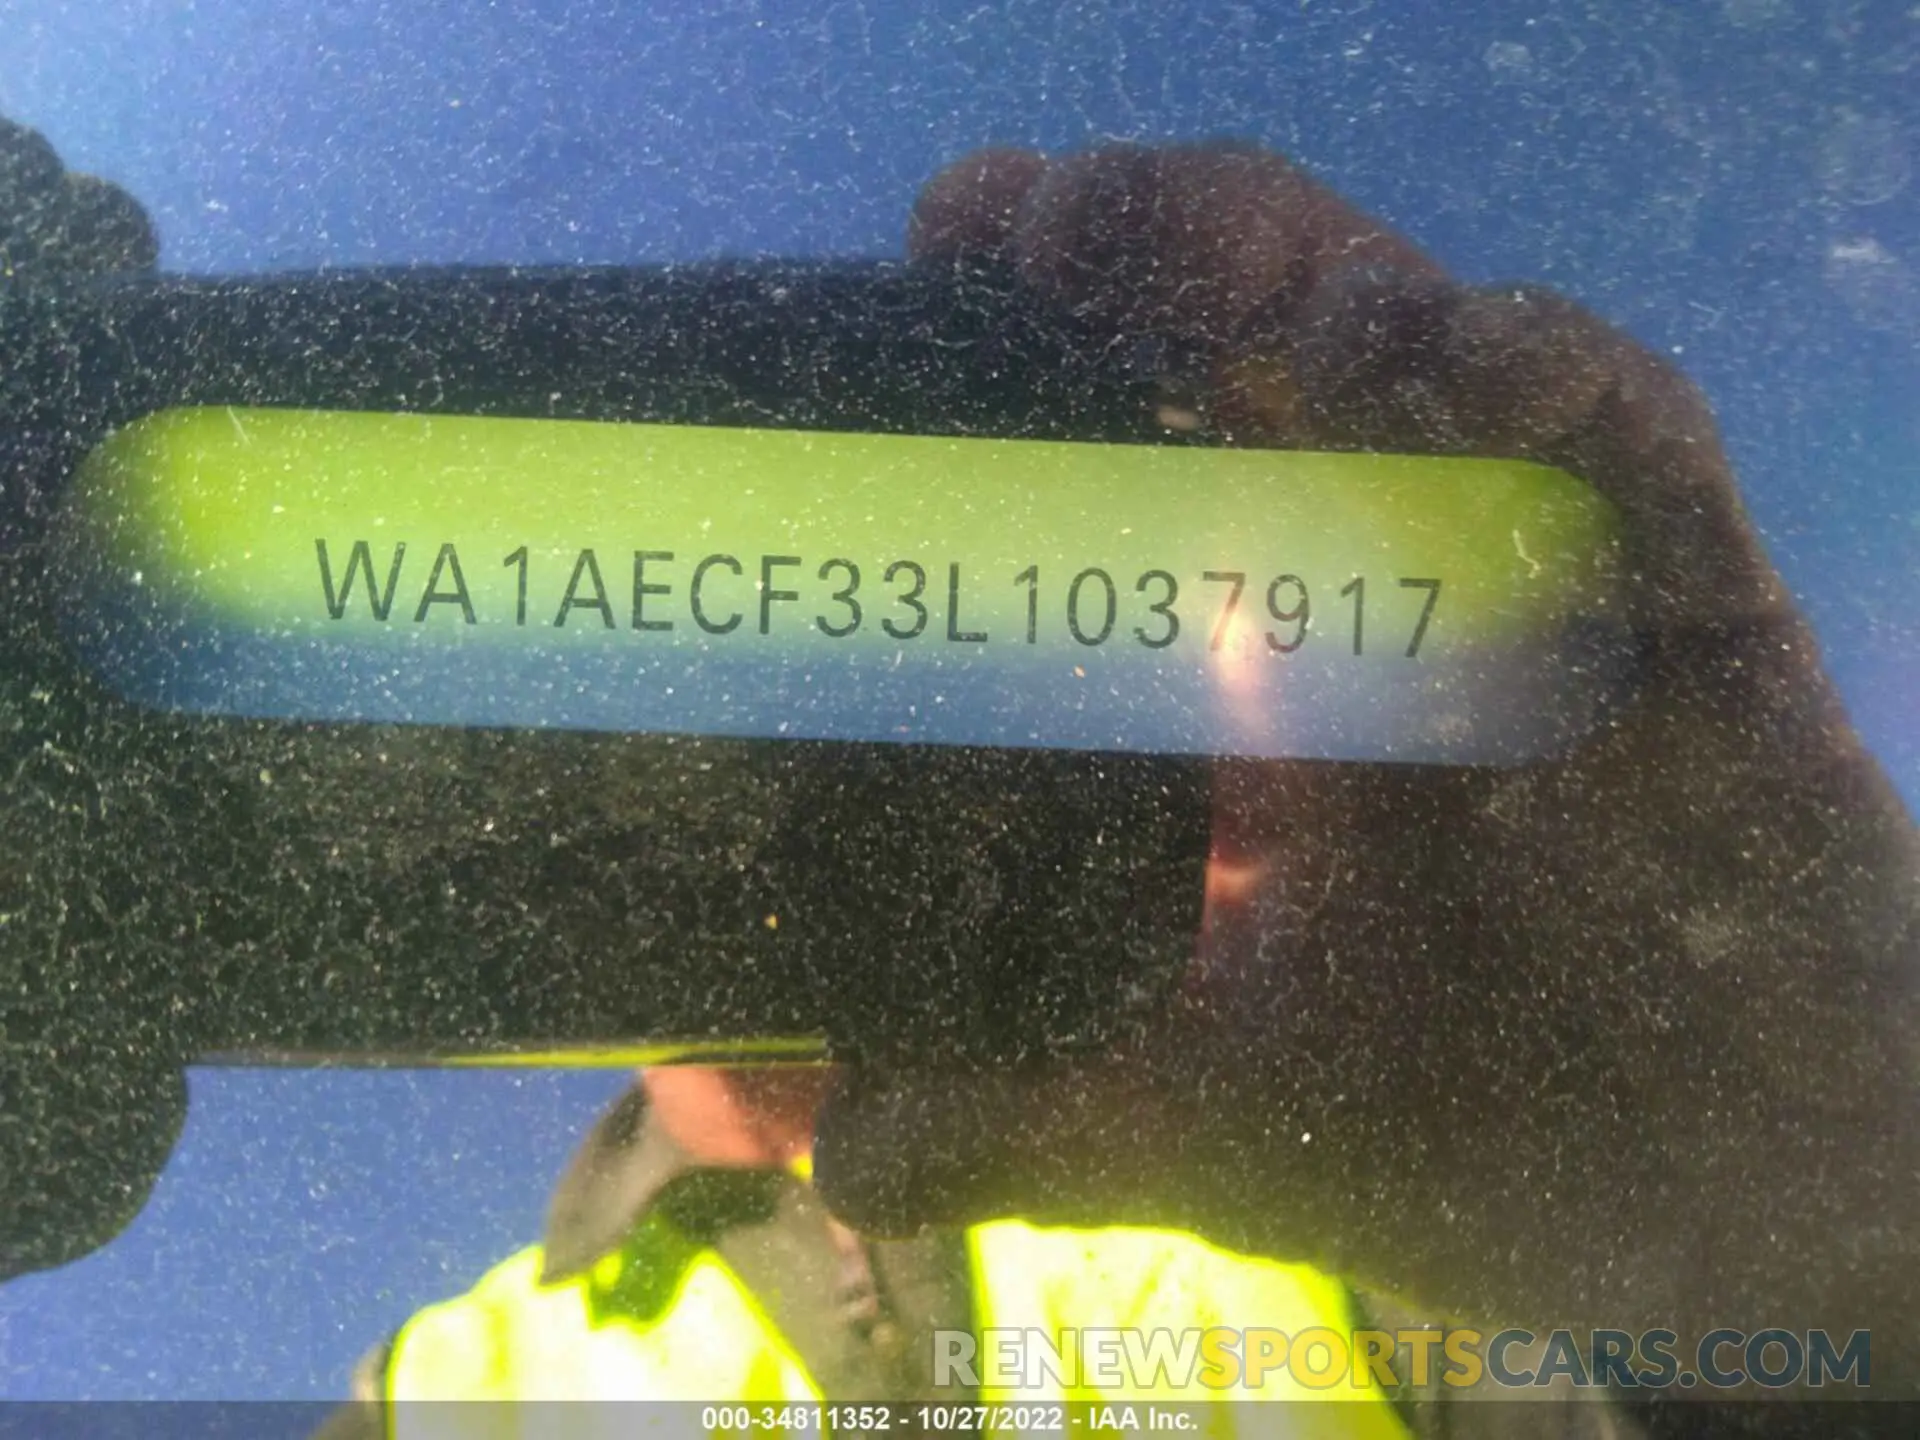 WA1AECF33L1037917
RENEWSPORTSCARS.COM
000-34811352 - 10/27/2022 - IAA Inc.